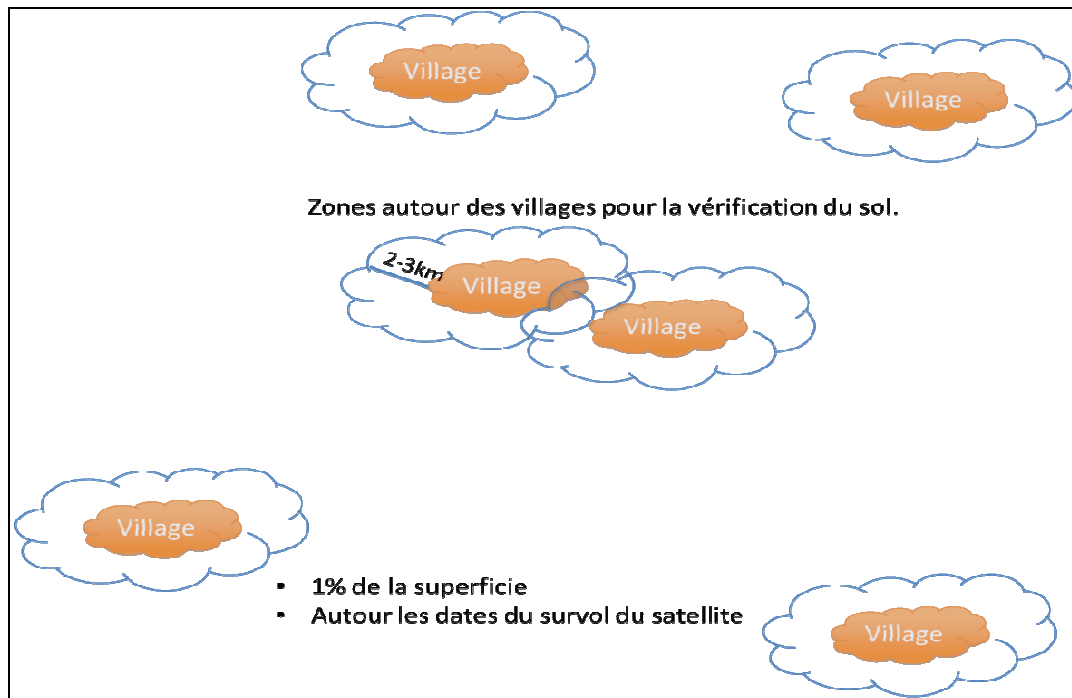 Village
Village
Zones autour des villages pour la vérification du sol.
2-3km
Village
Village
Village
• 1% de la superficie
• Autour les dates du survol du satellite
Village